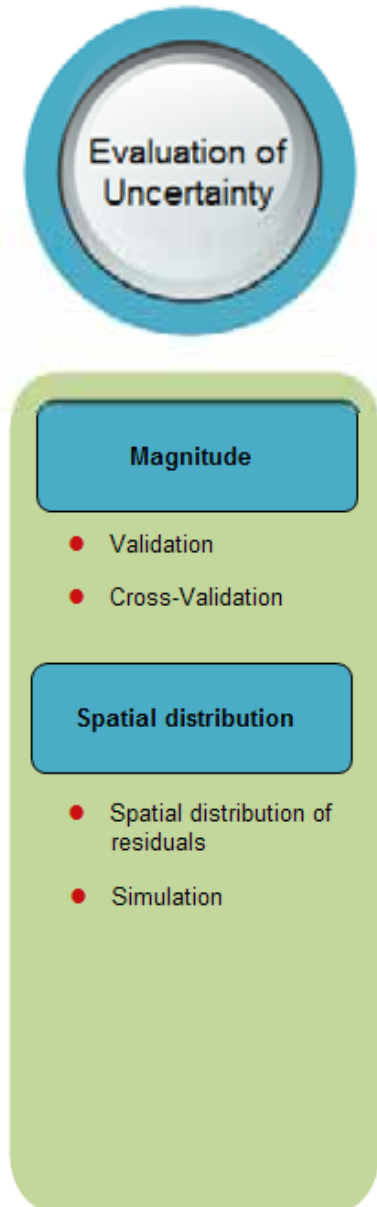 Evaluation of
Uncertainty
Magnitude
Validation
Cross-Validation
Spatial distribution
Spatial distribution of
residuals
Simulation